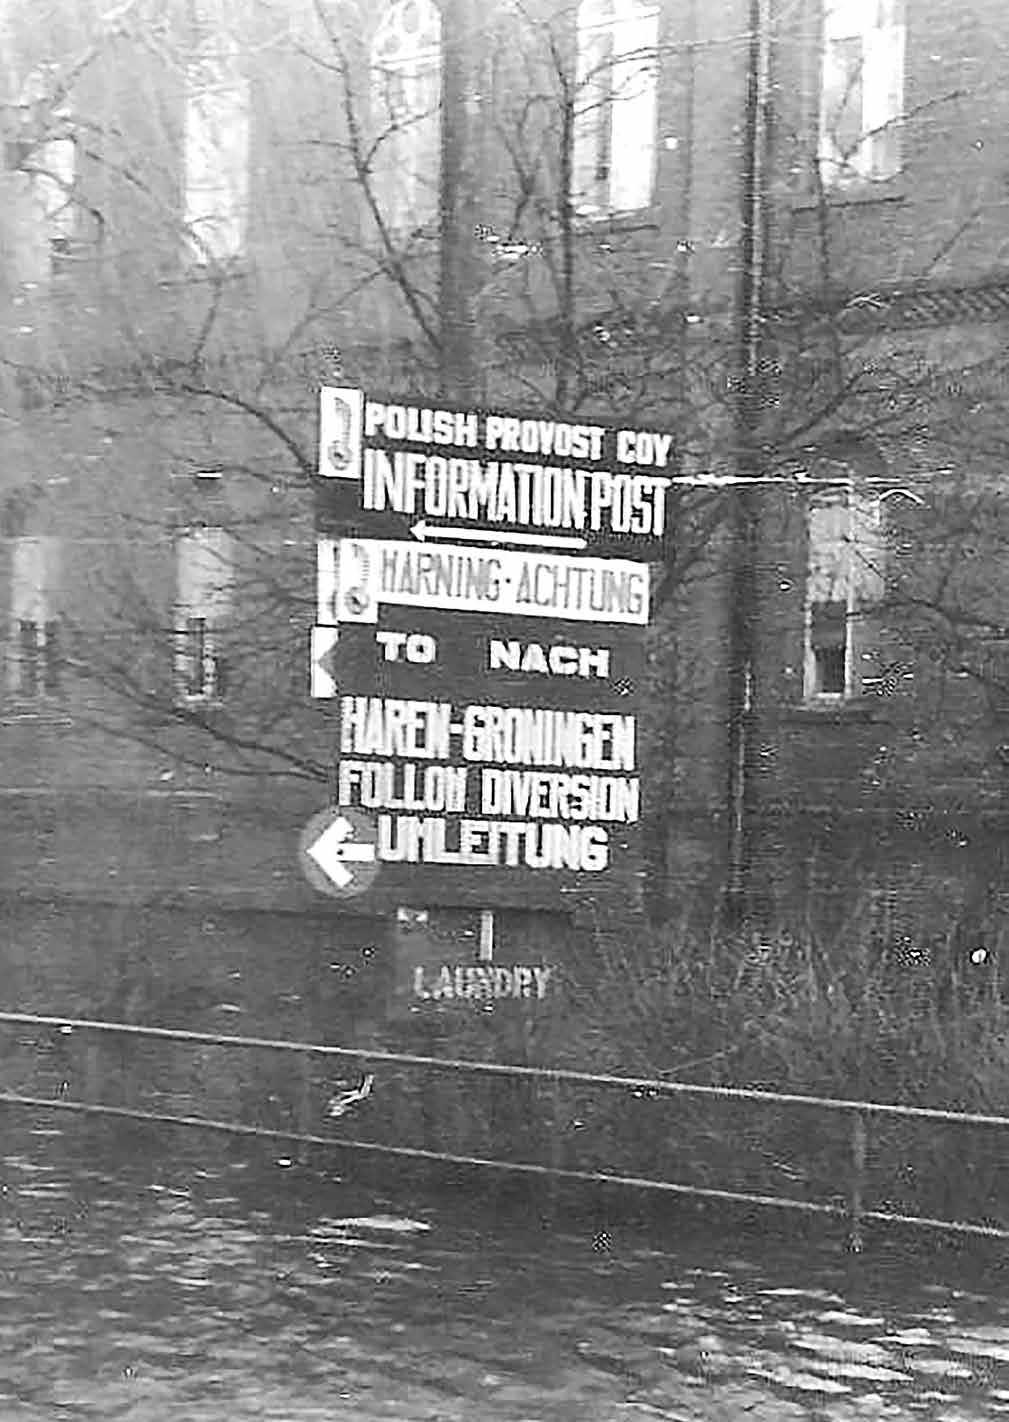 POLISH PROVOST COY
INFORMATION POST
WARNING · ACHTUNG
TO NACH
HAREN-GRONINGEN
FOLLOW DIVERSION
UMLEITUNG
LAUNDRY